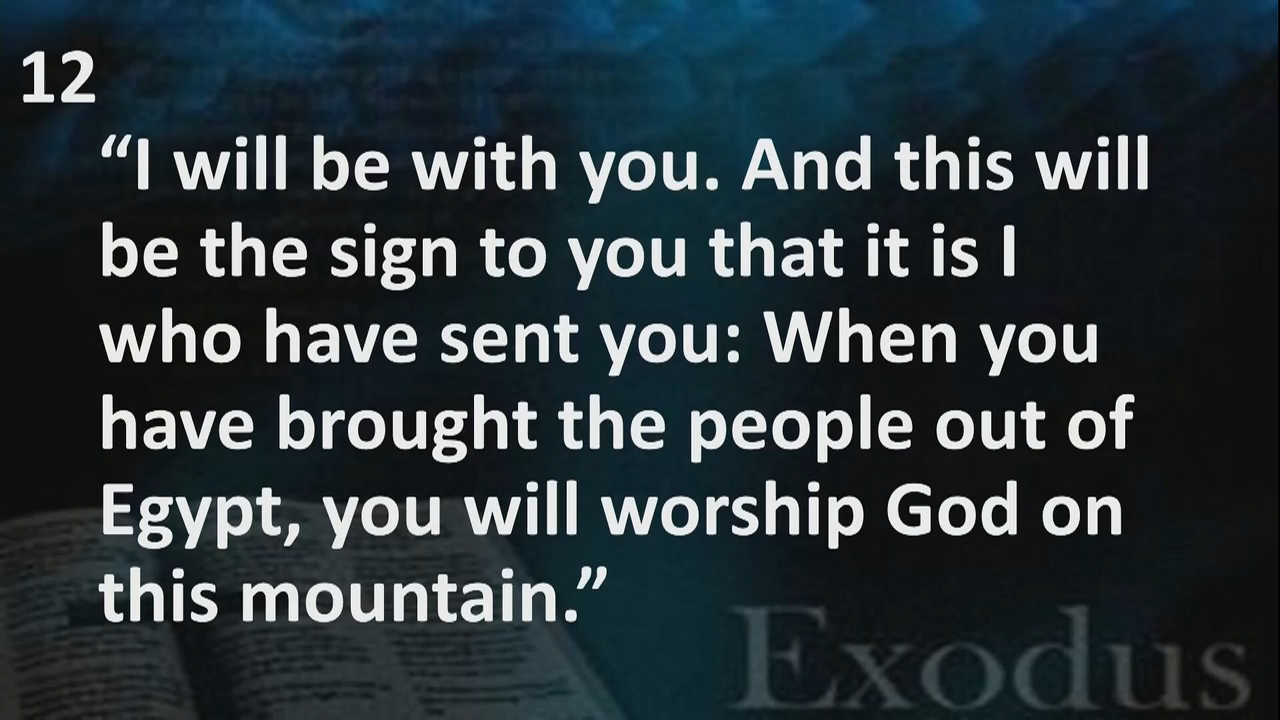 12
“I will be with you. And this will
be the sign to you that it is I
who have sent you: When you
have brought the people out of
Egypt, you will worship God on
this mountain.”
Exodus